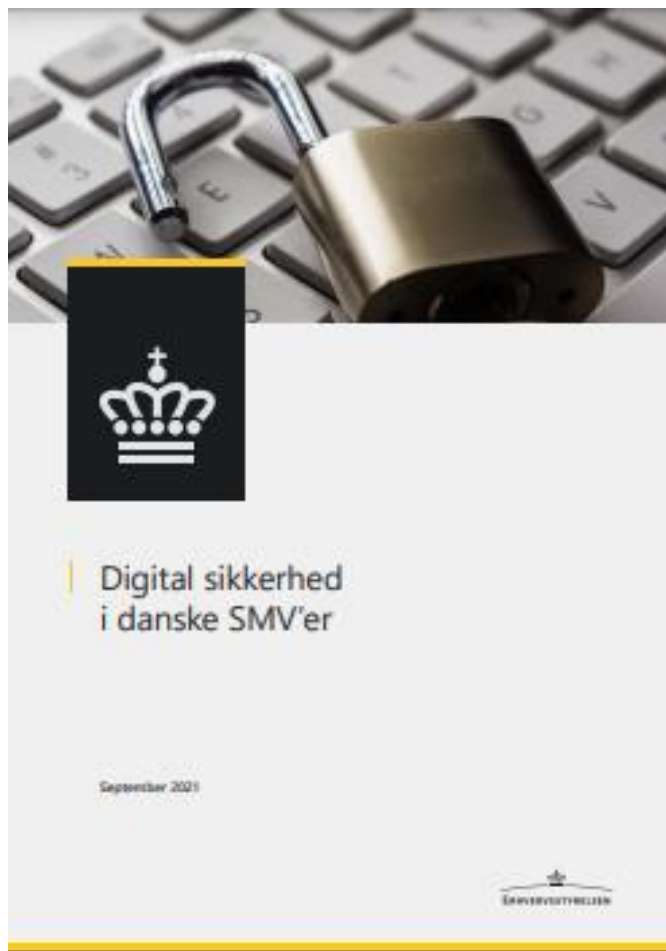 Digital sikkerhed
i danske SMV'er
September 2021
ERHVERVSSTYRELSEN